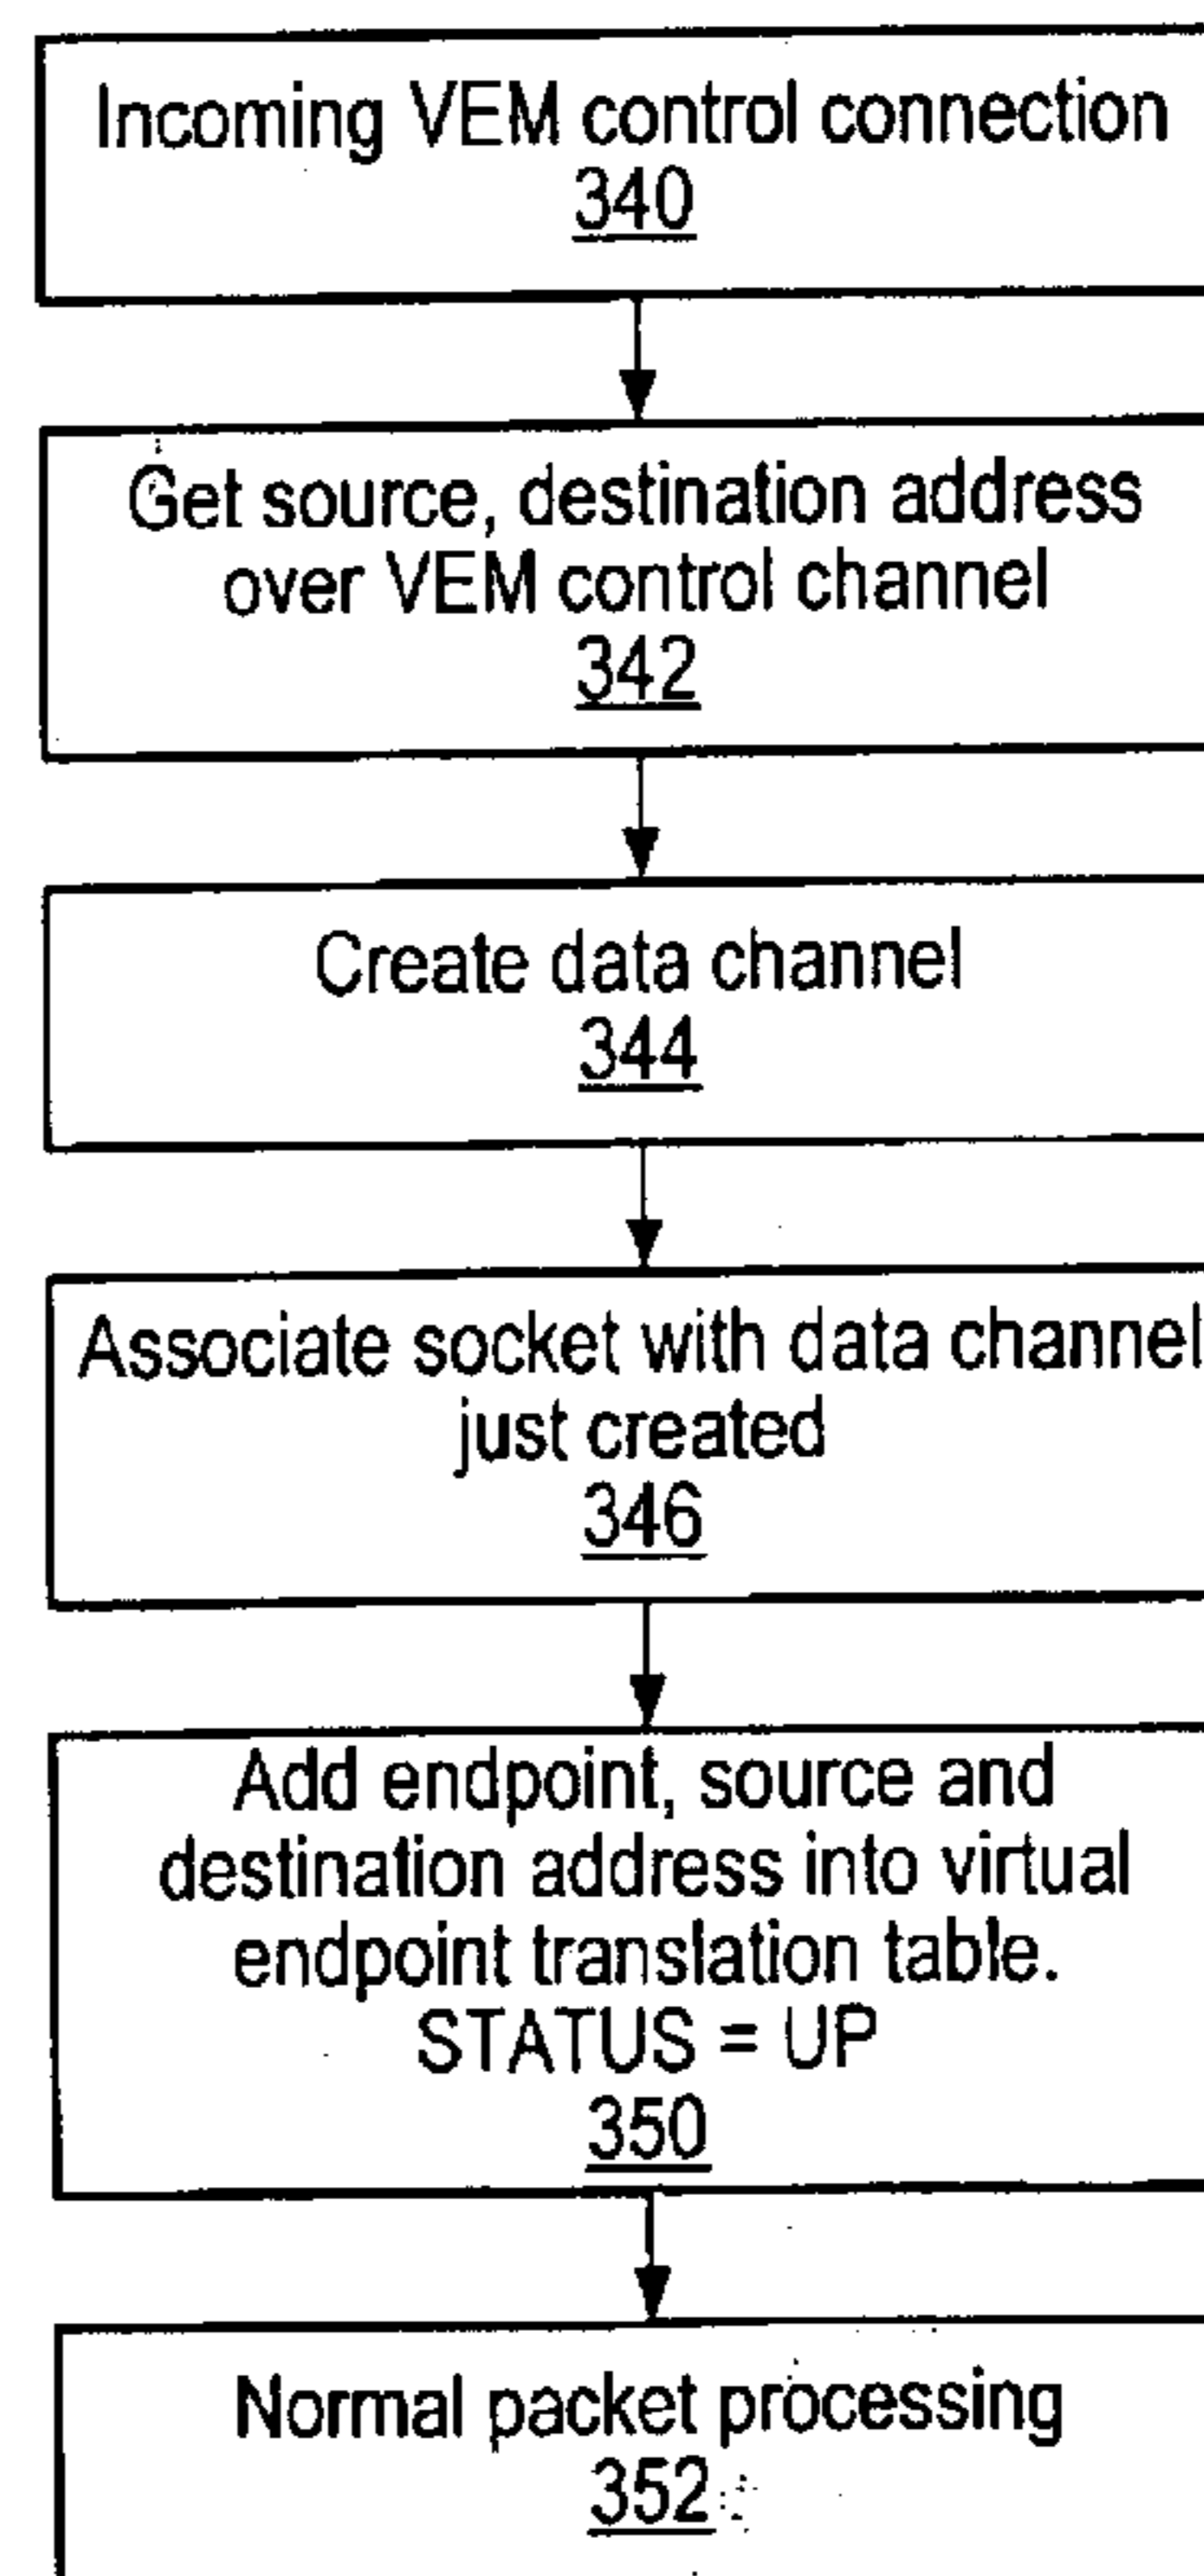 Incoming VEM control connection
340
Get source, destination address
over VEM control channel
342
Create data channel
344
Associate socket with data channel
just created
346
Add endpoint, source and
destination address into virtual
endpoint translation table.
STATUS = UP
350
Normal packet processing
352